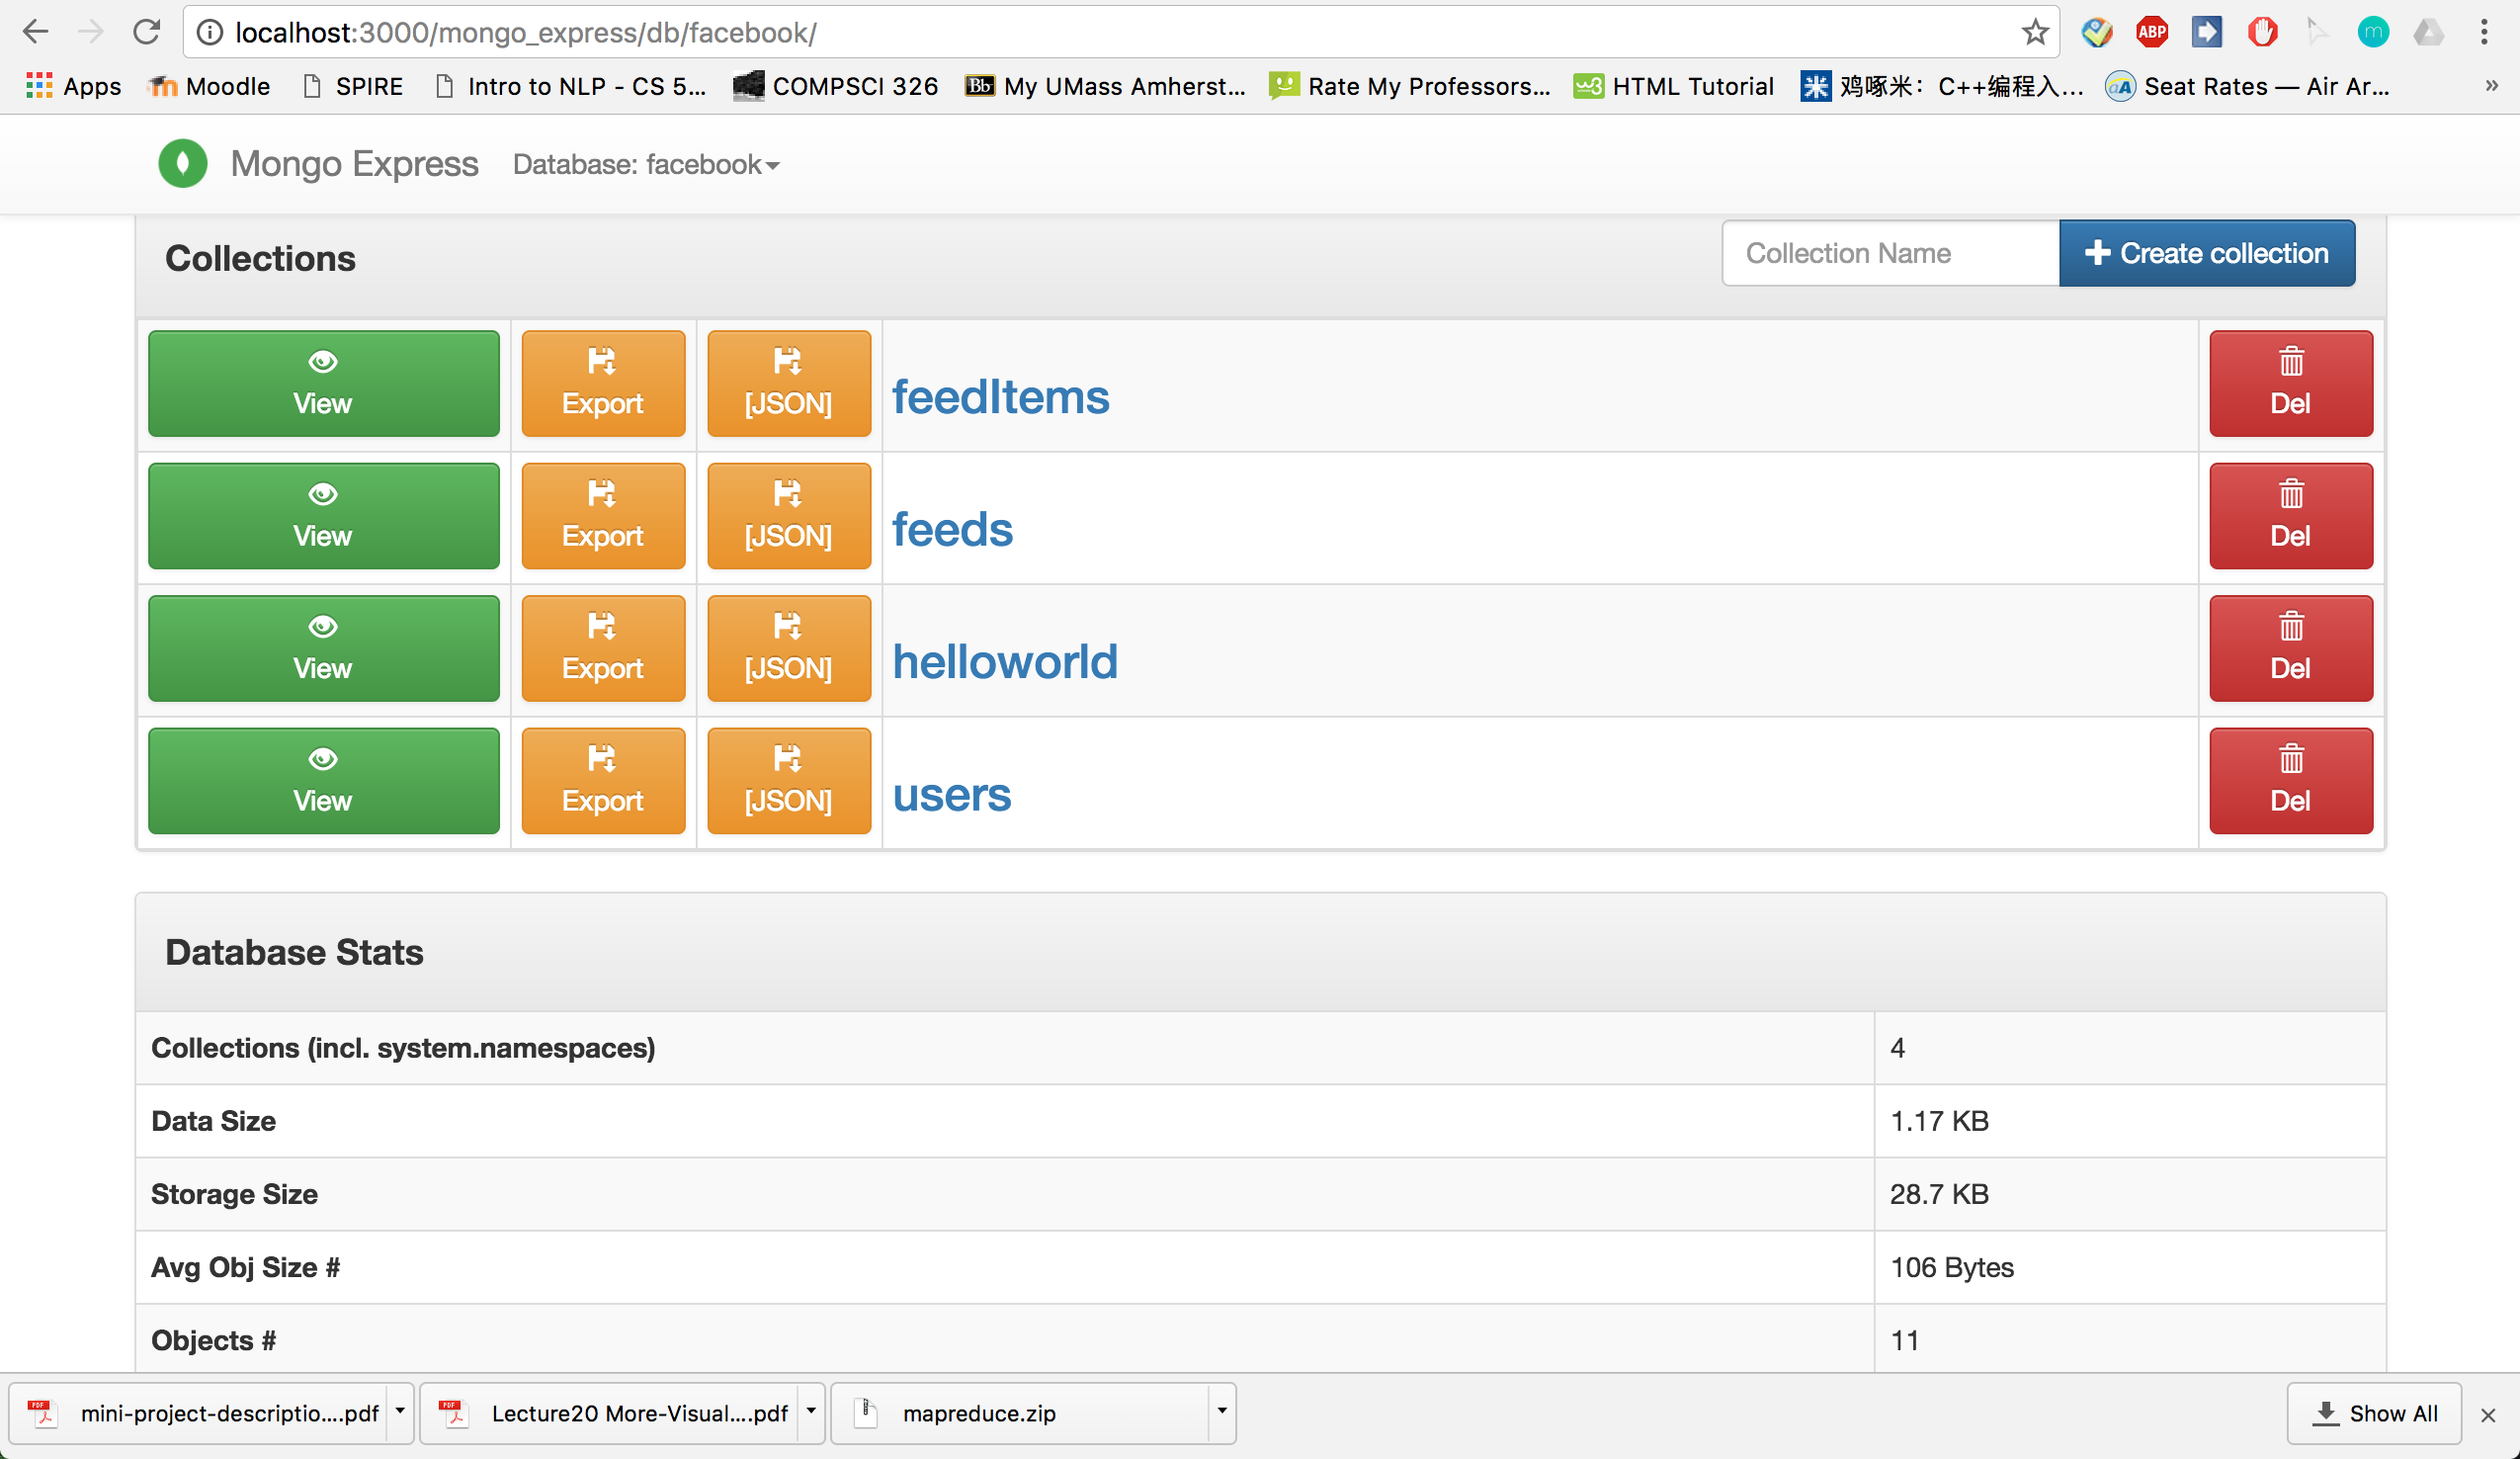 localhost:3000/mongo_express/db/facebook/
ABP
m
Apps Moodle SPIRE Intro to NLP - CS 5... COMPSCI 326 Bb My UMass Amherst... Rate My Professors... w3 HTML Tutorial 鸡啄米：C++编程入... aA Seat Rates — Air Ar... »
Mongo Express Database: facebook
Collections Collection Name Create collection
View Export [JSON] feedItems Del
View Export [JSON] feeds Del
View Export [JSON] helloworld Del
View Export [JSON] users Del
Database Stats
Collections (incl. system.namespaces) 4
Data Size 1.17 KB
Storage Size 28.7 KB
Avg Obj Size # 106 Bytes
Objects # 11
PDF mini-project-descriptio....pdf PDF Lecture20 More-Visual....pdf mapreduce.zip Show All